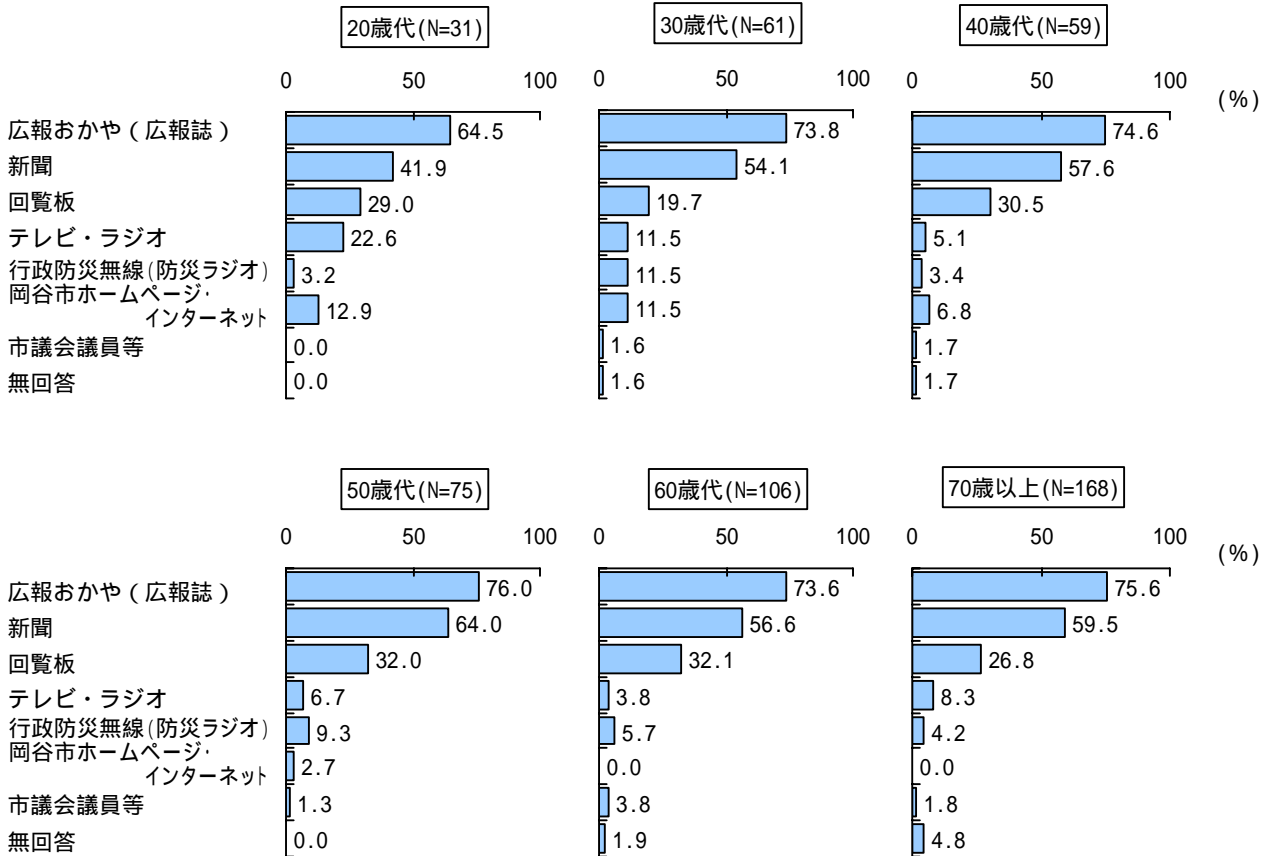 20歳代(N=31) 30歳代(N=61) 40歳代(N=59)
0 50 100 0 50 100 0 50 100
(%)
広報おかや（広報誌） 64.5 73.8 74.6
新聞 41.9 54.1 57.6
回覧板 29.0 19.7 30.5
テレビ・ラジオ 22.6 11.5 5.1
行政防災無線(防災ラジオ) 3.2 11.5 3.4
岡谷市ホームページ・
インターネット 12.9 11.5 6.8
市議会議員等 0.0 1.6 1.7
無回答 0.0 1.6 1.7
50歳代(N=75) 60歳代(N=106) 70歳以上(N=168)
0 50 100 0 50 100 0 50 100
(%)
広報おかや（広報誌） 76.0 73.6 75.6
新聞 64.0 56.6 59.5
回覧板 32.0 32.1 26.8
テレビ・ラジオ 6.7 3.8 8.3
行政防災無線(防災ラジオ) 9.3 5.7 4.2
岡谷市ホームページ・
インターネット 2.7 0.0 0.0
市議会議員等 1.3 3.8 1.8
無回答 0.0 1.9 4.8